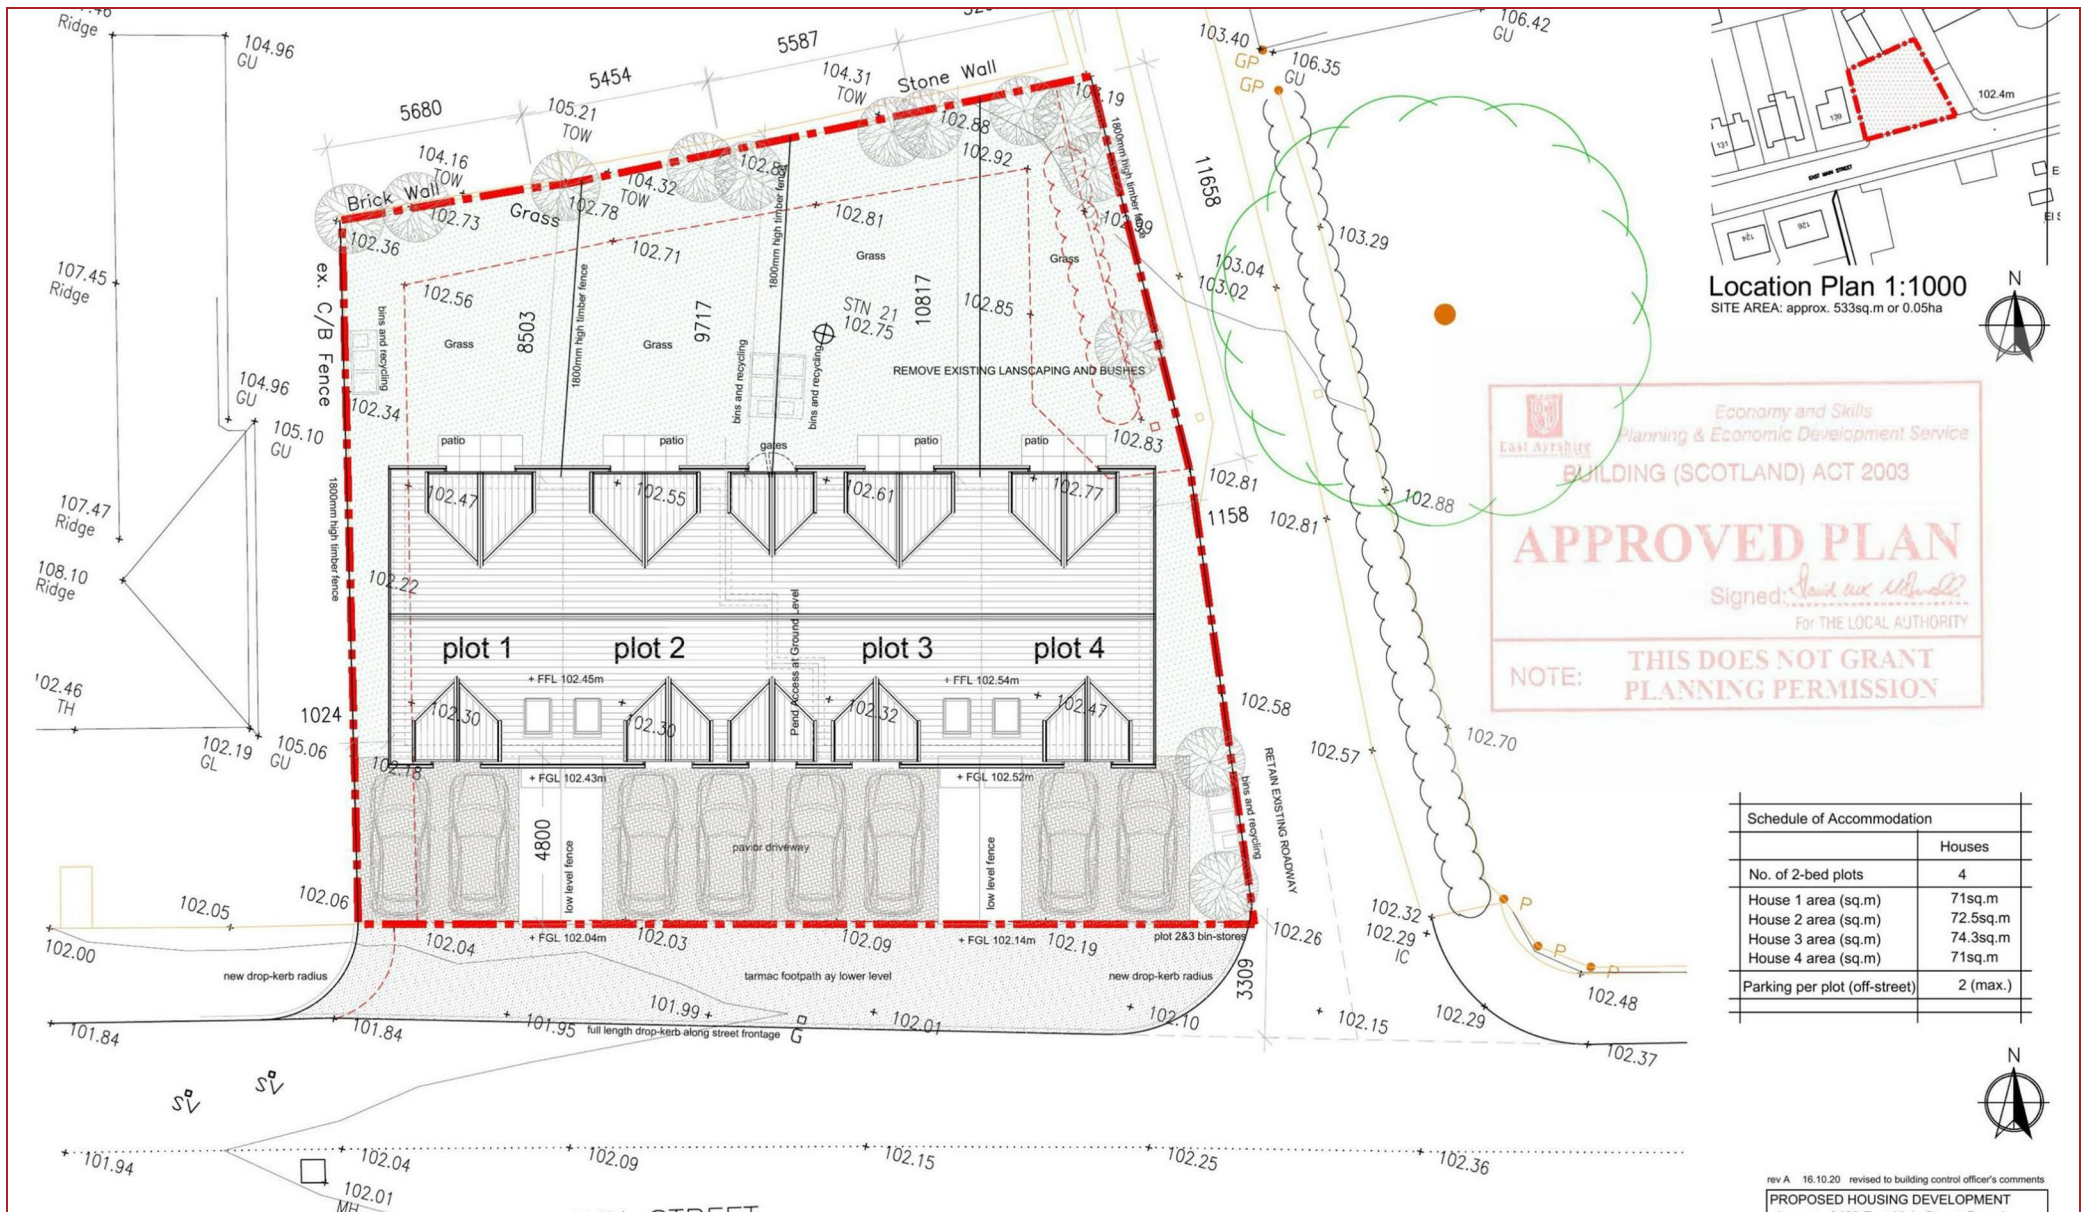 Ridge
104.96
GU
5680
5454
5587
105.21
TOW
104.31
TOW
Stone Wall
103.40
GP
GP
106.35
GU
106.42
GU
104.16
TOW
Brick Wall
102.73
102.36
Grass
104.32
TOW
102.78
102.71
102.88
102.92
102.81
1800mm high timber fence
11658
103.29
103.04
103.02
107.45
Ridge
ex. C/B Fence
102.56
bins and recycling
8503
1800mm high timber fence
9717
1800mm high timber fence
Grass
Grass
Grass
Grass
STN 21
102.75
10817
102.85
bins and recycling
bins and recycling
REMOVE EXISTING LANSCAPING AND BUSHES
104.96
GU
102.34
105.10
GU
patio
patio
gates
patio
patio
102.83
102.81
1158
102.81
102.88
107.47
Ridge
108.10
Ridge
1800mm high timber fence
102.47
102.55
102.61
102.77
102.22
plot 1
plot 2
plot 3
plot 4
Pend Access at Ground Level
+ FFL 102.45m
+ FFL 102.54m
102.46
TH
1024
102.30
102.30
102.32
102.47
102.58
102.57
102.70
102.19
GL
105.06
GU
102.18
+ FGL 102.43m
+ FGL 102.52m
4800
low level fence
pavior driveway
low level fence
bins and recycling
RETAIN EXISTING ROADWAY
102.06
102.05
102.00
102.04
+ FGL 102.04m
102.03
102.09
+ FGL 102.14m
102.19
plot 2&3 bin-stores
102.26
102.32
102.29
IC
P
P
P
102.48
new drop-kerb radius
tarmac footpath ay lower level
new drop-kerb radius
3309
101.84
101.84
101.95
101.99
full length drop-kerb along street frontage
G
102.01
102.10
102.15
102.29
102.37
SV
SV
101.94
102.04
102.09
102.15
102.25
102.36
102.01
MH
STREET
139
131
124
126
EAST MAIN STREET
102.4m
Location Plan 1:1000
SITE AREA: approx. 533sq.m or 0.05ha
N
East Ayrshire
Economy and Skills
Planning & Economic Development Service
BUILDING (SCOTLAND) ACT 2003
APPROVED PLAN
Signed:
For THE LOCAL AUTHORITY
NOTE:
THIS DOES NOT GRANT
PLANNING PERMISSION
Schedule of Accommodation
Houses
No. of 2-bed plots 4
House 1 area (sq.m) 71sq.m
House 2 area (sq.m) 72.5sq.m
House 3 area (sq.m) 74.3sq.m
House 4 area (sq.m) 71sq.m
Parking per plot (off-street) 2 (max.)
N
rev A 16.10.20 revised to building control officer's comments
PROPOSED HOUSING DEVELOPMENT